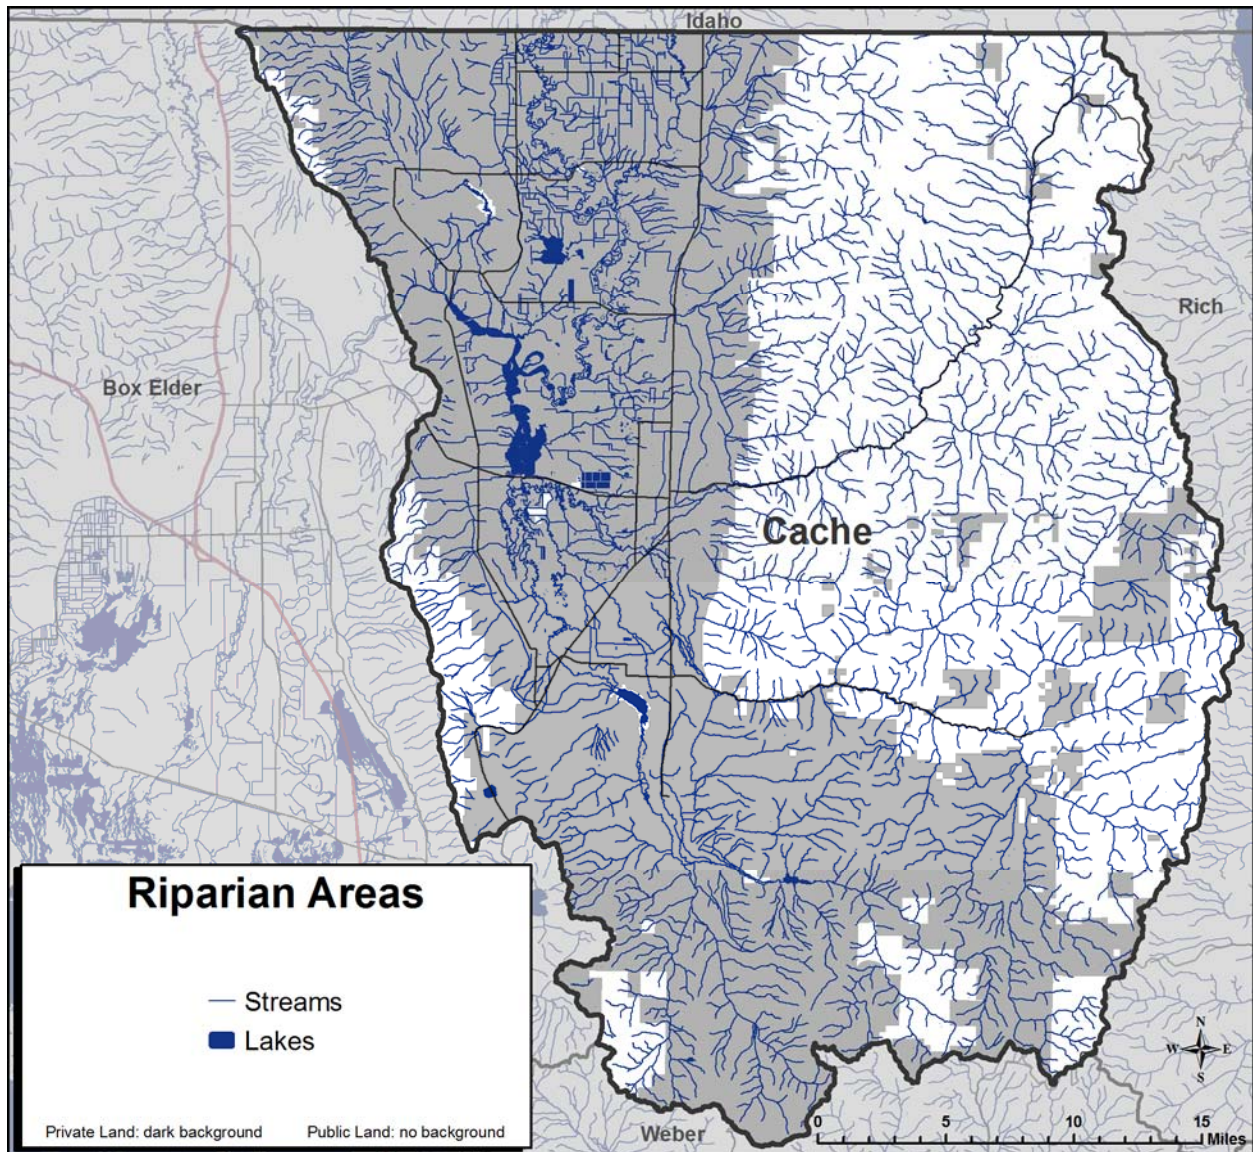 Idaho
Rich
Box Elder
Cache
Riparian Areas
Streams
Lakes
Private Land: dark background Public Land: no background
N
W E
S
Weber
0 5 10 15
Miles